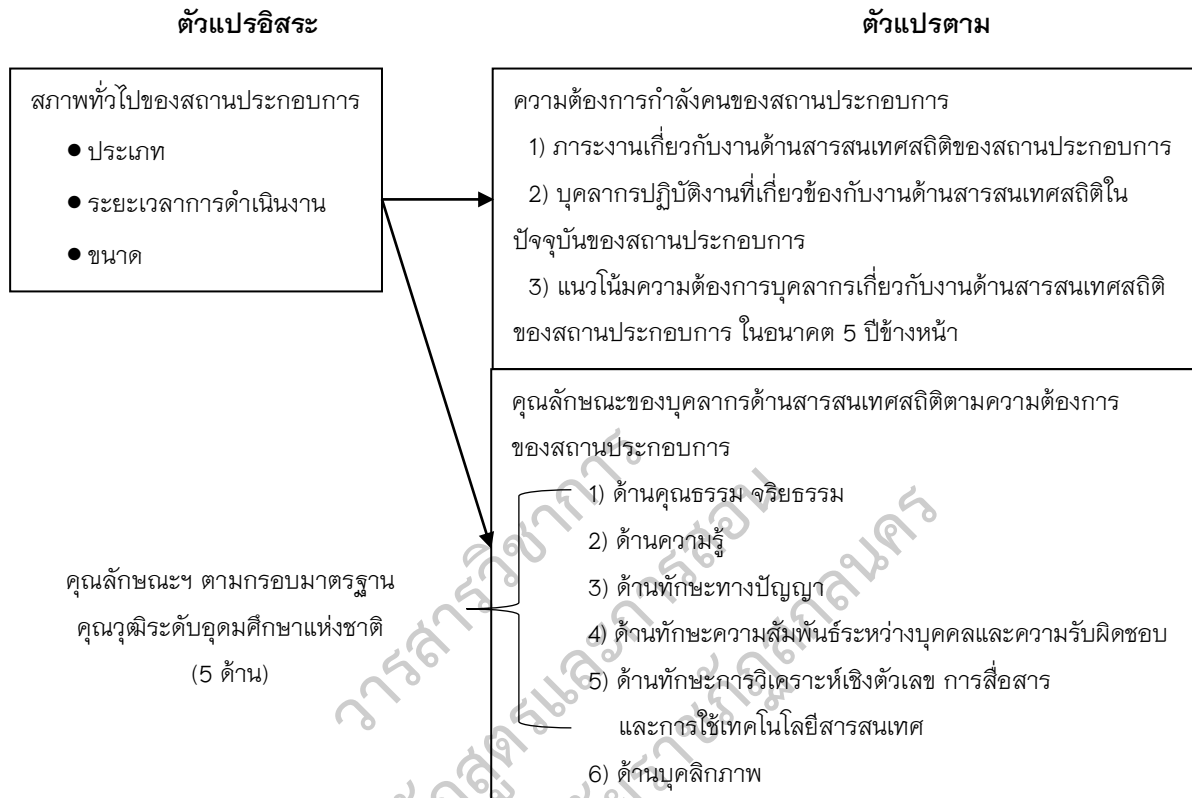 ตัวแปรอิสระ
ตัวแปรตาม
สภาพทั่วไปของสถานประกอบการ
● ประเภท
● ระยะเวลาการดำเนินงาน
● ขนาด
ความต้องการกำลังคนของสถานประกอบการ
1) ภาระงานเกี่ยวกับงานด้านสารสนเทศสถิติของสถานประกอบการ
2) บุคลากรปฏิบัติงานที่เกี่ยวข้องกับงานด้านสารสนเทศสถิติใน
ปัจจุบันของสถานประกอบการ
3) แนวโน้มความต้องการบุคลากรเกี่ยวกับงานด้านสารสนเทศสถิติ
ของสถานประกอบการ ในอนาคต 5 ปีข้างหน้า
คุณลักษณะของบุคลากรด้านสารสนเทศสถิติตามความต้องการ
ของสถานประกอบการ
1) ด้านคุณธรรม จริยธรรม
2) ด้านความรู้
3) ด้านทักษะทางปัญญา
4) ด้านทักษะความสัมพันธ์ระหว่างบุคคลและความรับผิดชอบ
5) ด้านทักษะการวิเคราะห์เชิงตัวเลข การสื่อสาร
และการใช้เทคโนโลยีสารสนเทศ
6) ด้านบุคลิกภาพ
คุณลักษณะฯ ตามกรอบมาตรฐาน
คุณวุฒิระดับอุดมศึกษาแห่งชาติ
(5 ด้าน)
วารสารวิชาการ